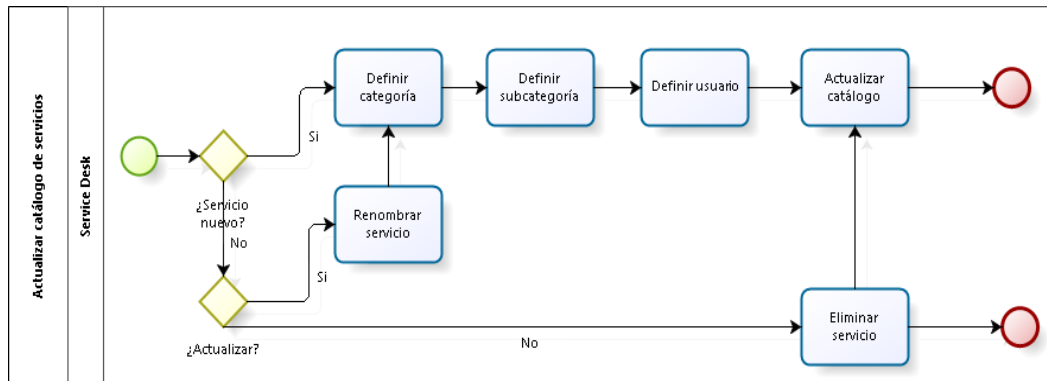 Actualizar catálogo de servicios
Service Desk
Definir
categoría
Definir
subcategoría
Definir usuario
Actualizar
catálogo
Si
¿Servicio
nuevo?
No
Renombrar
servicio
Si
¿Actualizar?
No
Eliminar
servicio